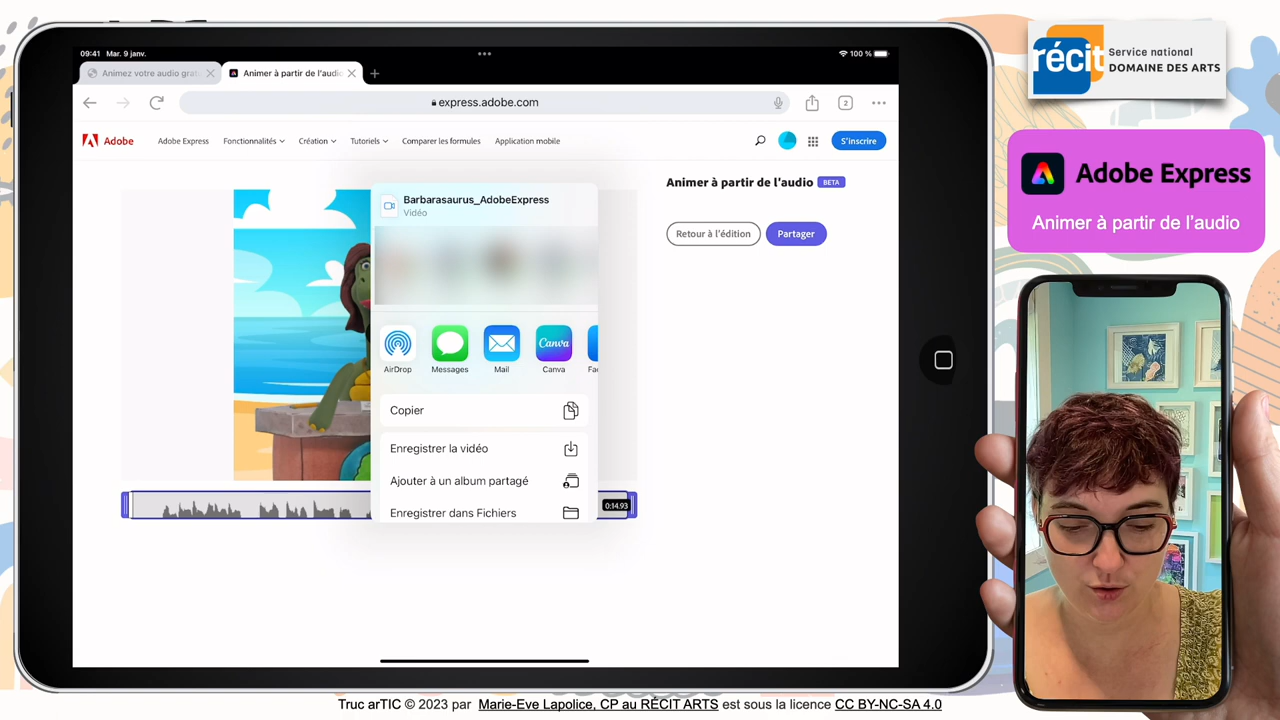 09:41 Mar. 9 janv.
100 %
Animez votre audio grat
Animer à partir de l'audio
express.adobe.com
2
Adobe
Adobe Express
Fonctionnalités
Création
Tutoriels
Comparer les formules
Application mobile
S'inscrire
Barbarasaurus_AdobeExpress
Vidéo
AirDrop
Messages
Mail
Canva
Canva
Fac
Copier
Enregistrer la vidéo
Ajouter à un album partagé
Enregistrer dans Fichiers
0:14.93
Animer à partir de l'audio BETA
Retour à l'édition
Partager
récit
Service national
DOMAINE DES ARTS
Adobe Express
Animer à partir de l'audio
Truc arTIC © 2023 par Marie-Eve Lapolice, CP au RÉCIT ARTS est sous la licence CC BY-NC-SA 4.0